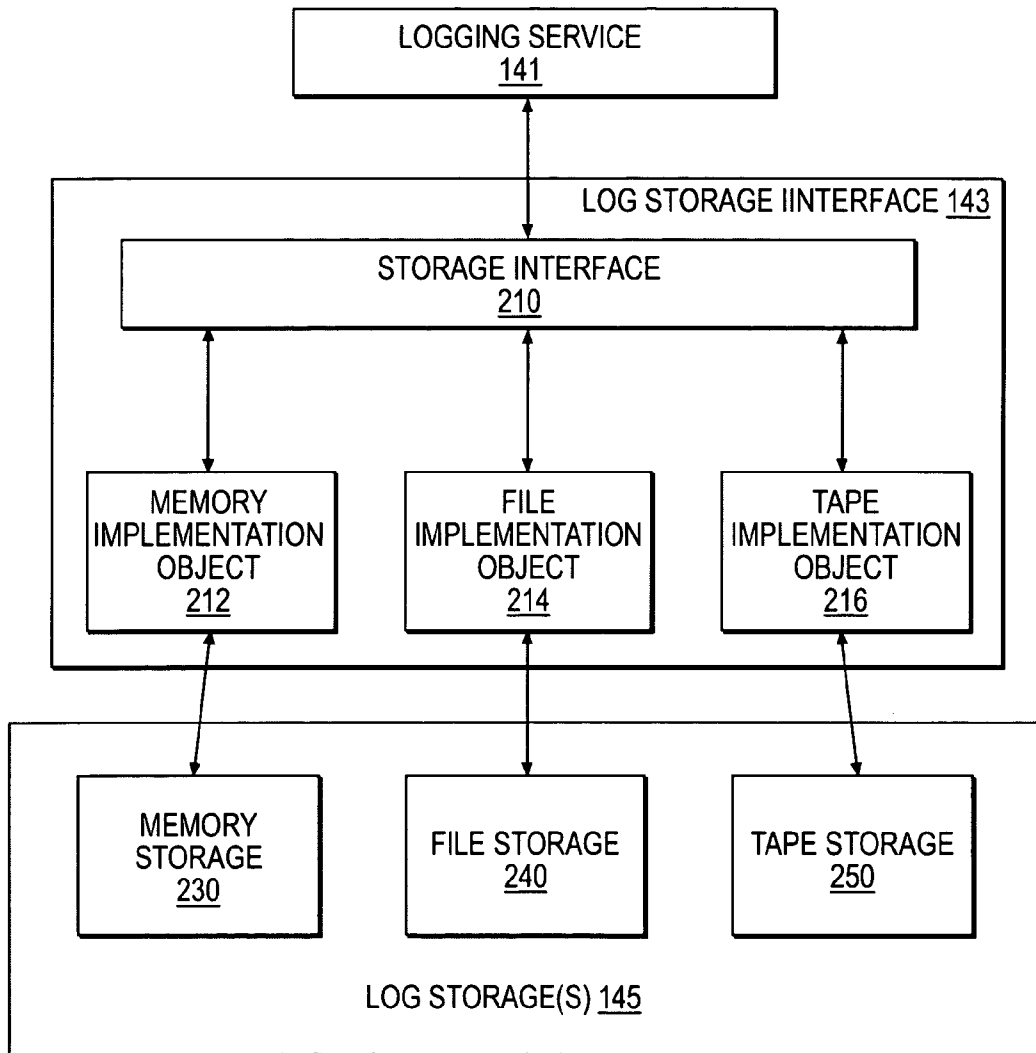 LOGGING SERVICE
141
LOG STORAGE IINTERFACE 143
STORAGE INTERFACE
210
MEMORY
IMPLEMENTATION
OBJECT
212
FILE
IMPLEMENTATION
OBJECT
214
TAPE
IMPLEMENTATION
OBJECT
216
MEMORY
STORAGE
230
FILE STORAGE
240
TAPE STORAGE
250
LOG STORAGE(S) 145